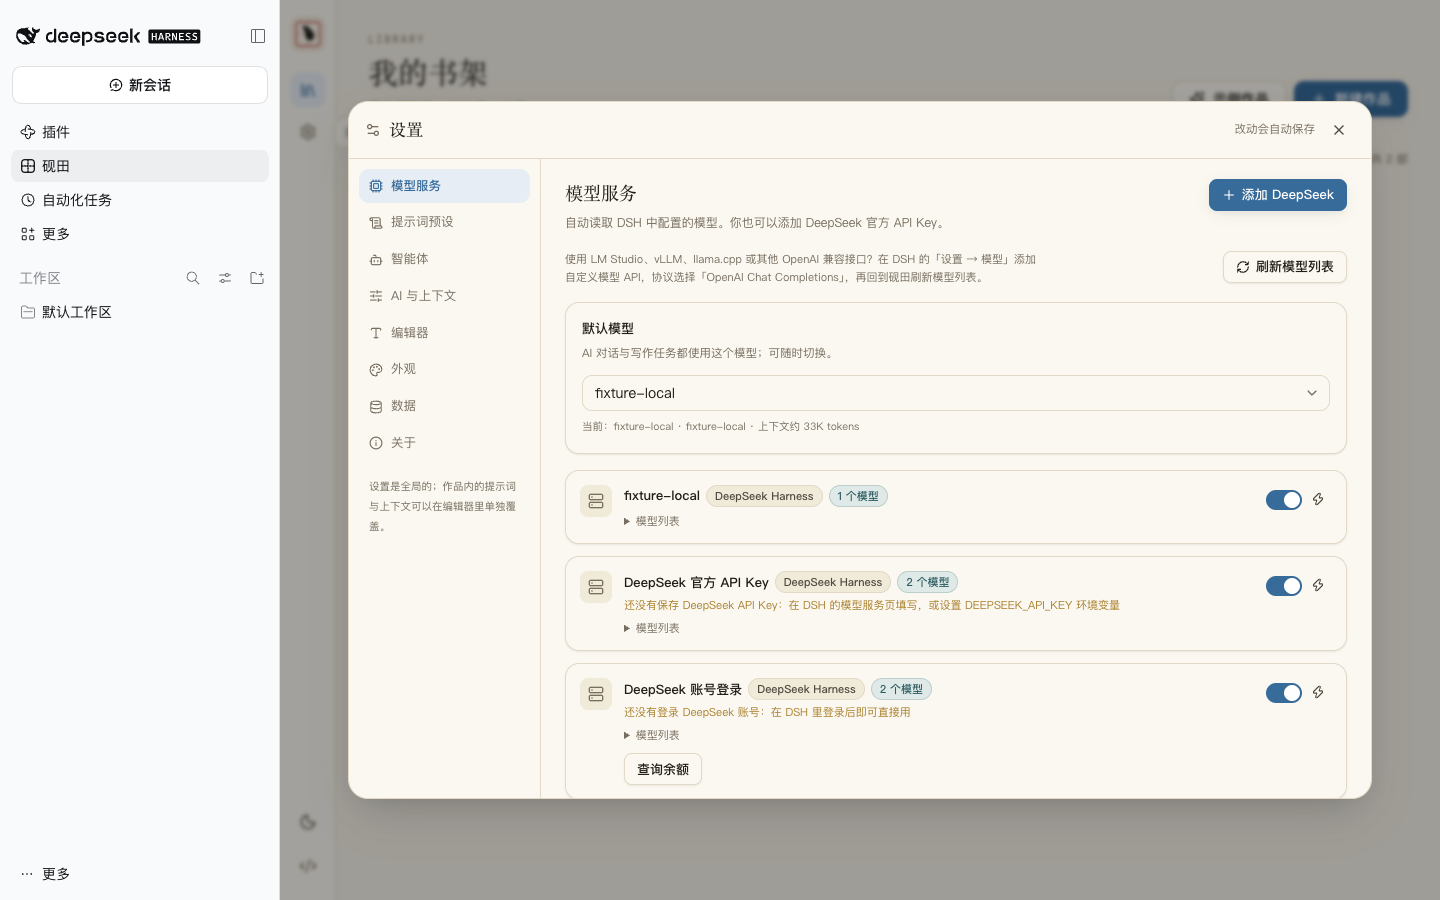 deepseek HARNESS
新会话
插件
砚田
自动化任务
更多
工作区
默认工作区
更多
LIBRARY
我的书架
设置
改动会自动保存
模型服务
提示词预设
智能体
AI 与上下文
编辑器
外观
数据
关于
设置是全局的；作品内的提示词
与上下文可以在编辑器里单独覆
盖。
模型服务
添加 DeepSeek
自动读取 DSH 中配置的模型。你也可以添加 DeepSeek 官方 API Key。
使用 LM Studio、vLLM、llama.cpp 或其他 OpenAI 兼容接口？在 DSH 的「设置 → 模型」添加
自定义模型 API，协议选择「OpenAI Chat Completions」，再回到砚田刷新模型列表。
刷新模型列表
默认模型
AI 对话与写作任务都使用这个模型；可随时切换。
fixture-local
当前：fixture-local · fixture-local · 上下文约 33K tokens
fixture-local DeepSeek Harness 1 个模型
模型列表
DeepSeek 官方 API Key DeepSeek Harness 2 个模型
还没有保存 DeepSeek API Key：在 DSH 的模型服务页填写，或设置 DEEPSEEK_API_KEY 环境变量
模型列表
DeepSeek 账号登录 DeepSeek Harness 2 个模型
还没有登录 DeepSeek 账号：在 DSH 里登录后即可直接用
模型列表
查询余额